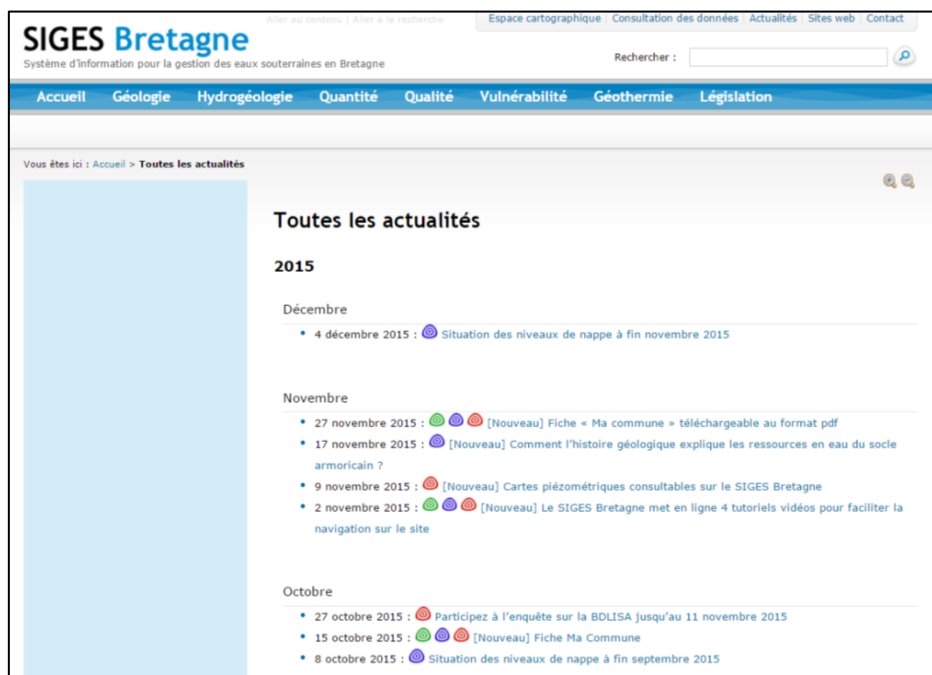 Aller au contenu | Aller à la recherche
Espace cartographique | Consultation des données | Actualités | Sites web | Contact
SIGES Bretagne
Système d'information pour la gestion des eaux souterraines en Bretagne
Rechercher :
Accueil Géologie Hydrogéologie Quantité Qualité Vulnérabilité Géothermie Législation
Vous êtes ici : Accueil > Toutes les actualités
Toutes les actualités
2015
Décembre
• 4 décembre 2015 : Situation des niveaux de nappe à fin novembre 2015
Novembre
• 27 novembre 2015 : [Nouveau] Fiche « Ma commune » téléchargeable au format pdf
• 17 novembre 2015 : [Nouveau] Comment l'histoire géologique explique les ressources en eau du socle
armoricain ?
• 9 novembre 2015 : [Nouveau] Cartes piézométriques consultables sur le SIGES Bretagne
• 2 novembre 2015 : [Nouveau] Le SIGES Bretagne met en ligne 4 tutoriels vidéos pour faciliter la
navigation sur le site
Octobre
• 27 octobre 2015 : Participez à l'enquête sur la BDLISA jusqu'au 11 novembre 2015
• 15 octobre 2015 : [Nouveau] Fiche Ma Commune
• 8 octobre 2015 : Situation des niveaux de nappe à fin septembre 2015